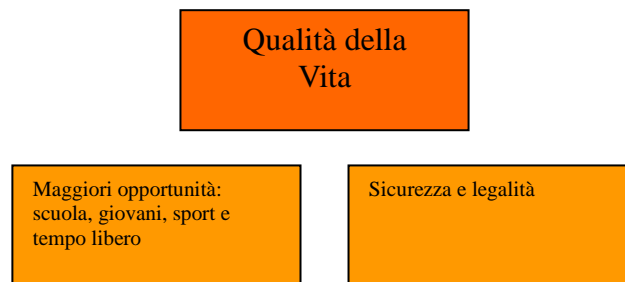 Qualità della
Vita
Maggiori opportunità:
scuola, giovani, sport e
tempo libero
Sicurezza e legalità